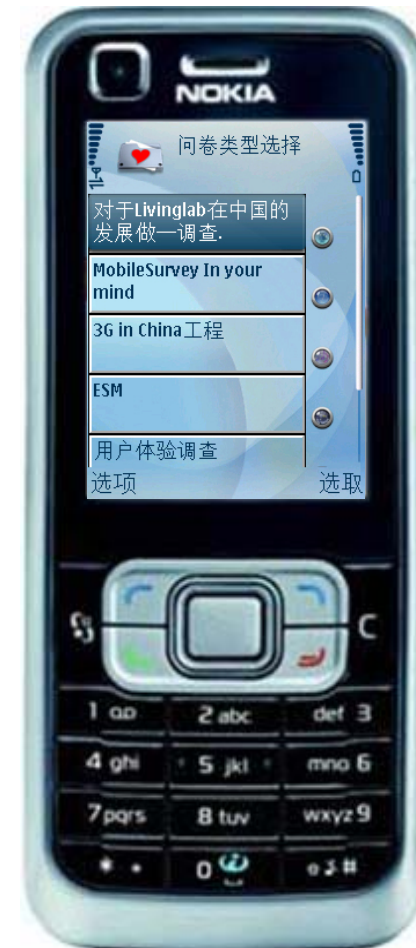 NOKIA
问卷类型选择
对于Livinglab在中国的
发展做一调查.
MobileSurvey In your
mind
3G in China工程
ESM
用户体验调查
选项 选取
C
1 2 abc def 3
4 ghi 5 jkl mno 6
7pqrs 8 tuv wxyz9
* 0 #